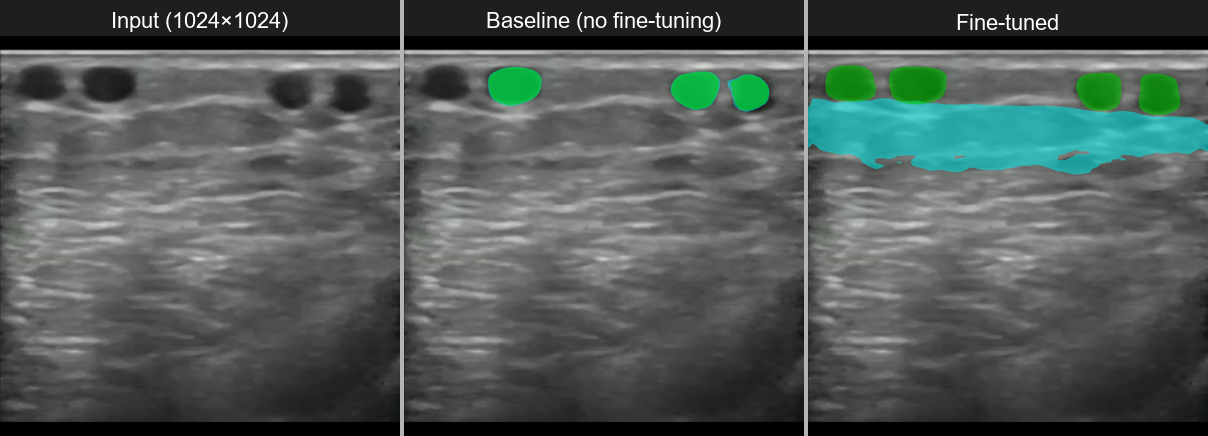 Input (1024×1024)
Baseline (no fine-tuning)
Fine-tuned